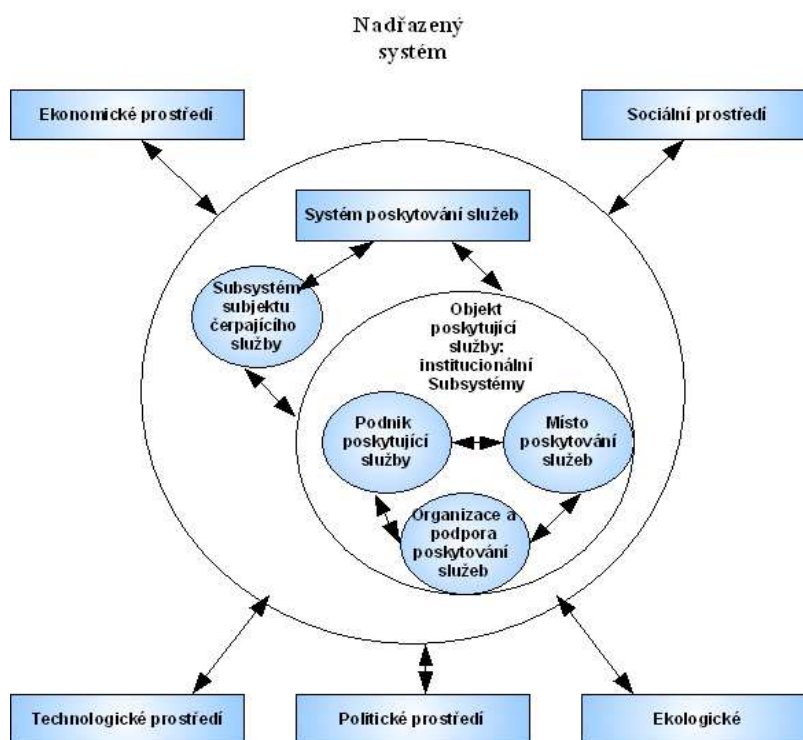 Nadřazený
systém
Ekonomické prostředí
Sociální prostředí
Systém poskytování služeb
Subsystém
subjektu
čerpajícího
služby
Objekt
poskytující
služby:
institucionální
Subsystémy
Podnik
poskytující
služby
Místo
poskytování
služeb
Organizace a
podpora
poskytování
služeb
Technologické prostředí
Politické prostředí
Ekologické